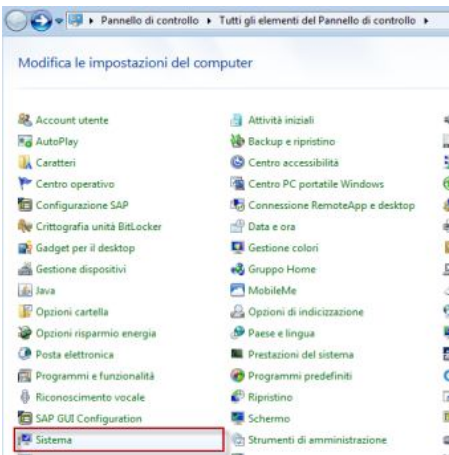 Pannello di controllo ▸ Tutti gli elementi del Pannello di controllo ▸
Modifica le impostazioni del computer
Account utente
AutoPlay
Caratteri
Centro operativo
Configurazione SAP
Crittografia unità BitLocker
Gadget per il desktop
Gestione dispositivi
Java
Opzioni cartella
Opzioni risparmio energia
Posta elettronica
Programmi e funzionalità
Riconoscimento vocale
SAP GUI Configuration
Sistema
Attività iniziali
Backup e ripristino
Centro accessibilità
Centro PC portatile Windows
Connessione RemoteApp e desktop
Data e ora
Gestione colori
Gruppo Home
MobileMe
Opzioni di indicizzazione
Paese e lingua
Prestazioni del sistema
Programmi predefiniti
Ripristino
Schermo
Strumenti di amministrazione